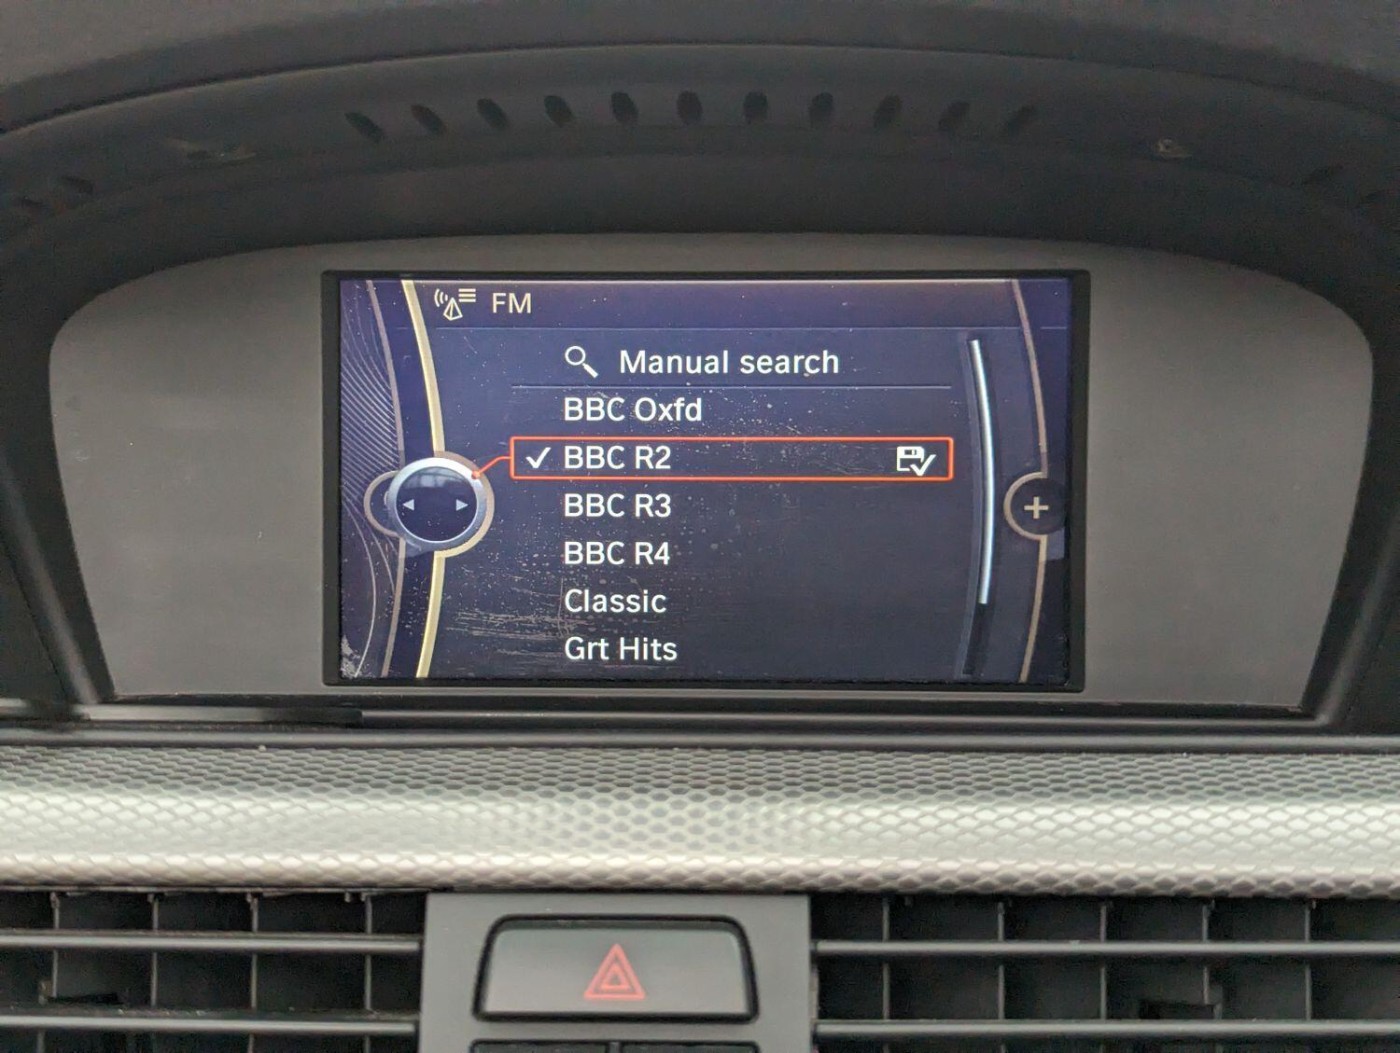 FM
Manual search
BBC Oxfd
BBC R2
BBC R3
BBC R4
Classic
Grt Hits